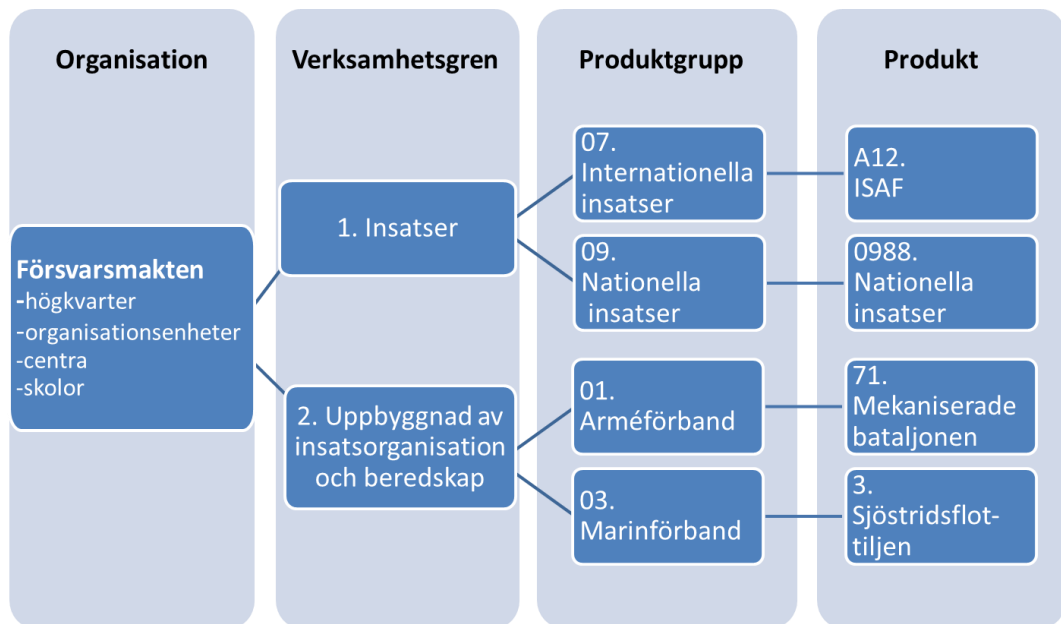 Organisation
Försvarsmakten
-högkvarter
-organisationsenheter
-centra
-skolor
Verksamhetsgren
1. Insatser
2. Uppbyggnad av
insatsorganisation
och beredskap
Produktgrupp
07.
Internationella
insatser
09.
Nationella
insatser
01.
Arméförband
03.
Marinförband
Produkt
A12.
ISAF
0988.
Nationella
insatser
71.
Mekaniserade
bataljonen
3.
Sjöstridsflot-
tiljen